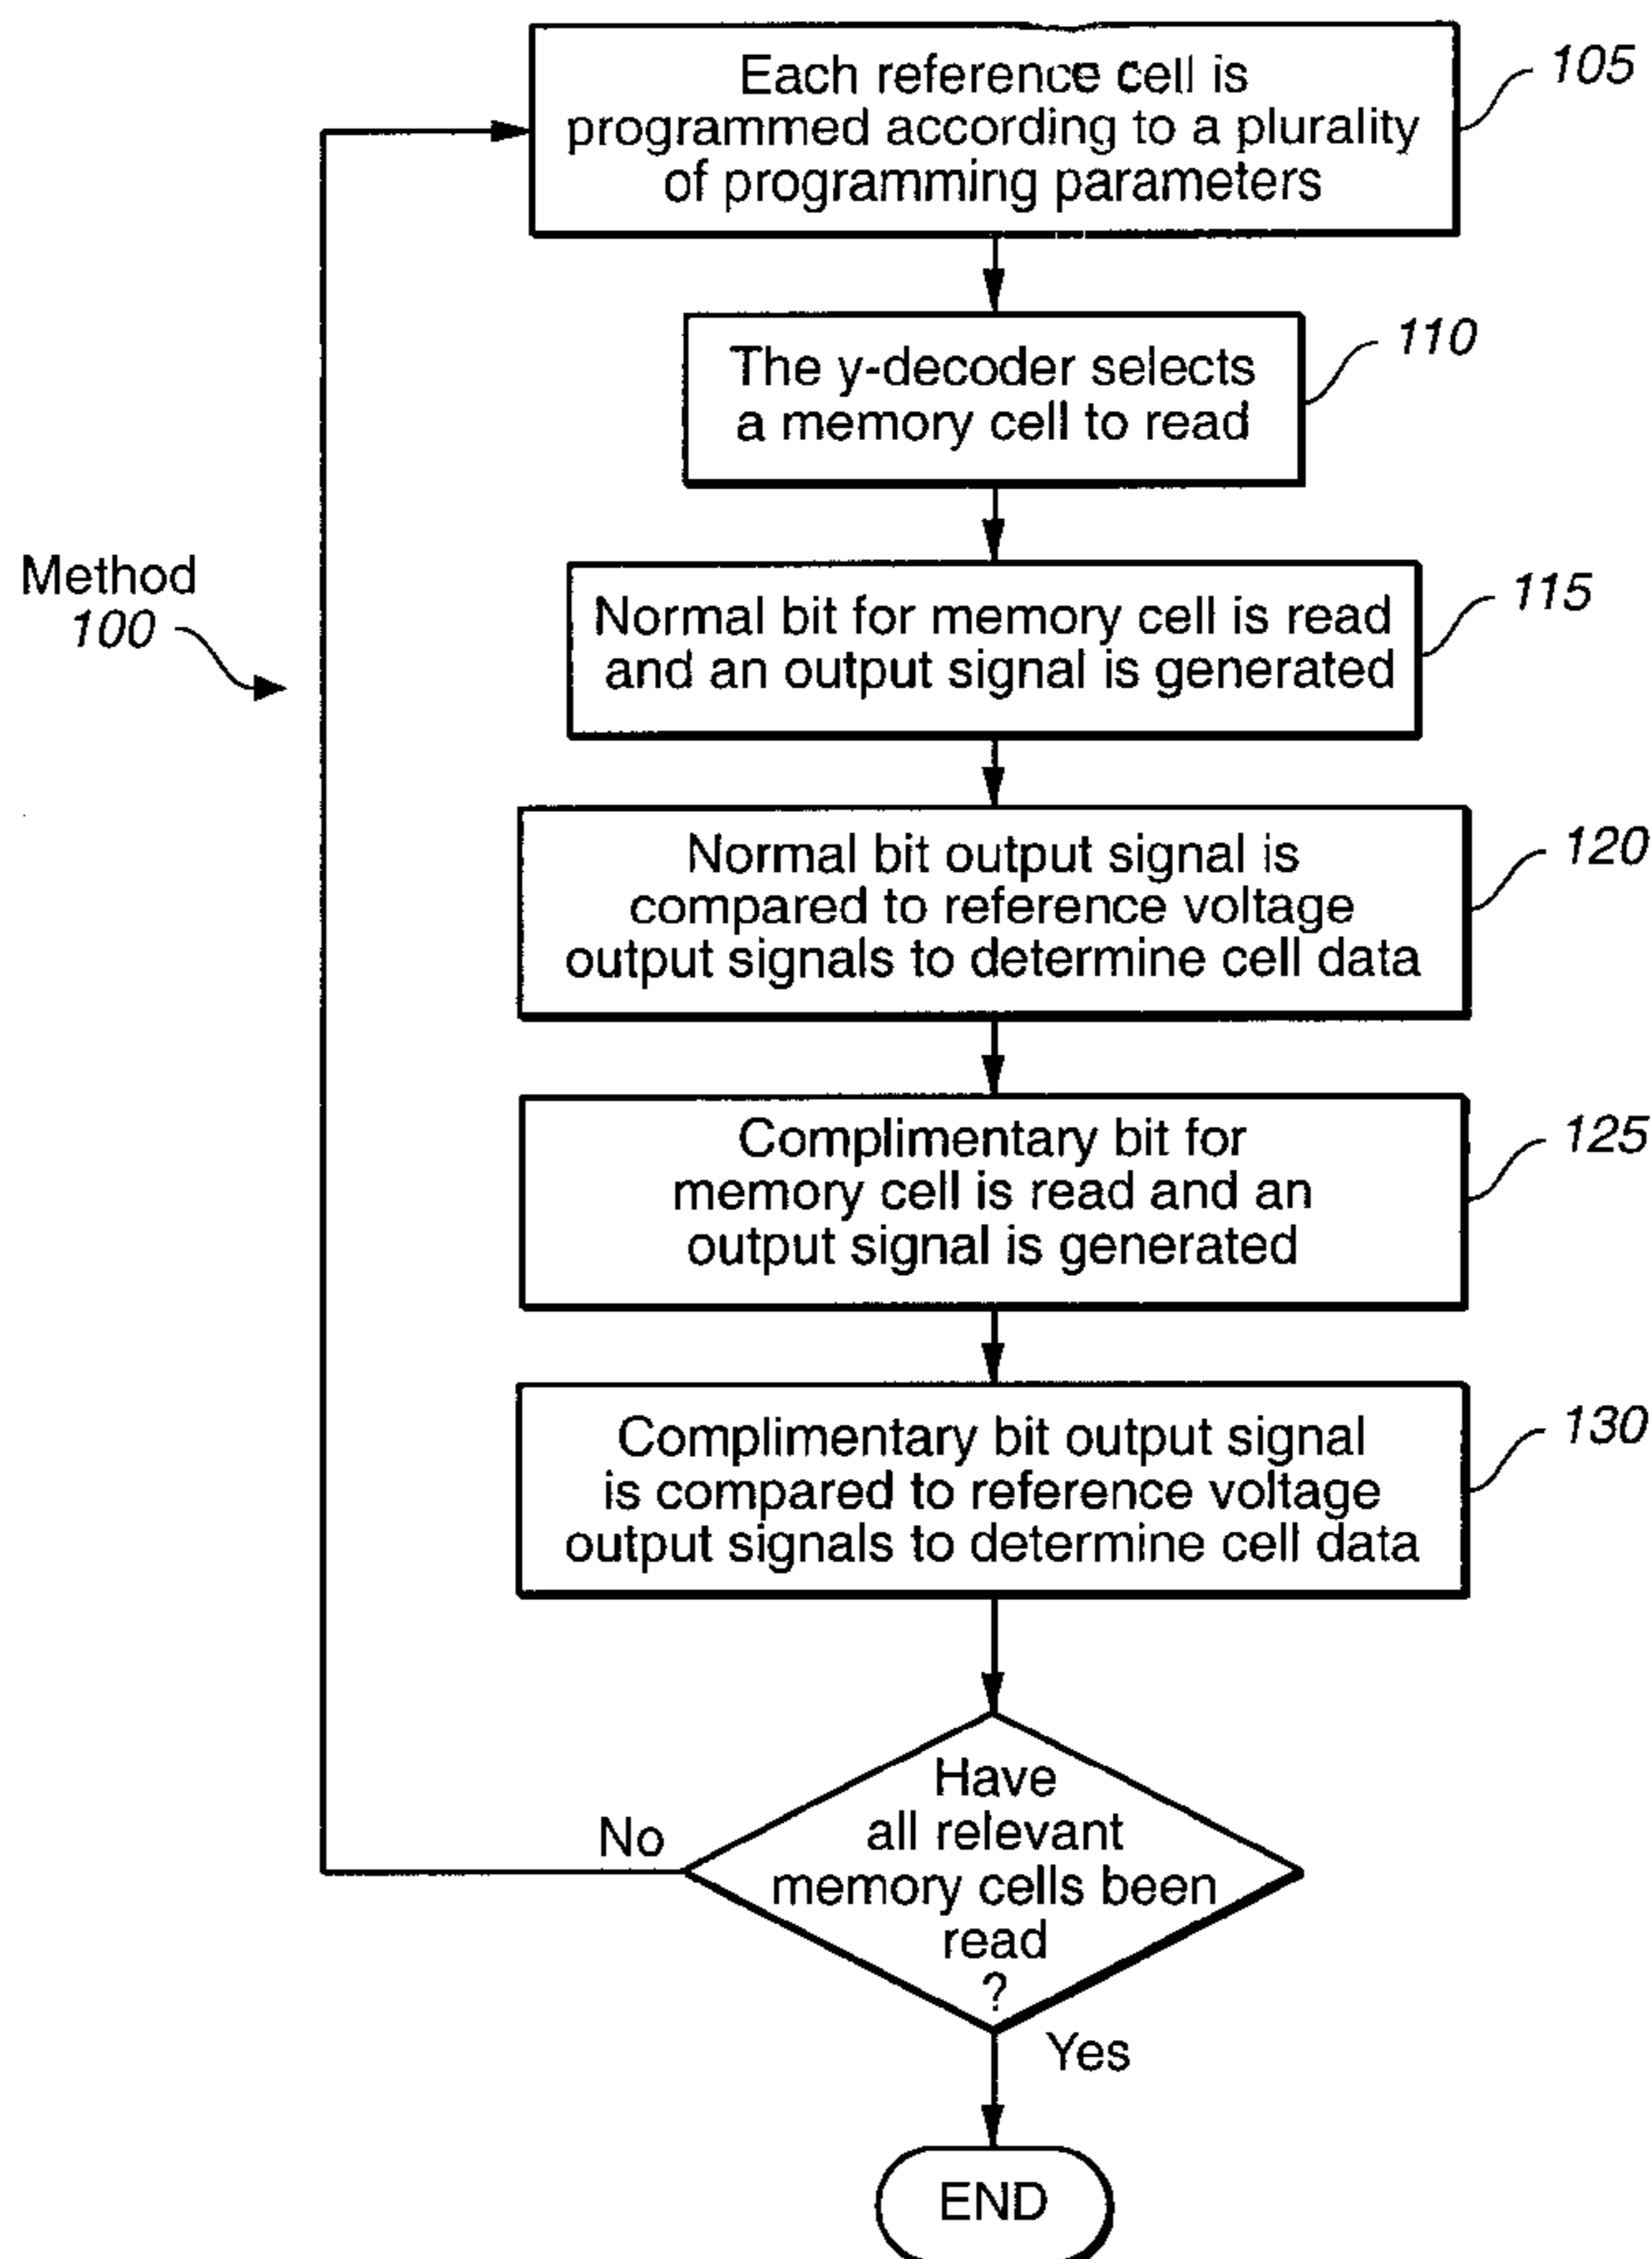 Each reference cell is
programmed according to a plurality
of programming parameters
105
The y-decoder selects
a memory cell to read
110
Method
100
Normal bit for memory cell is read
and an output signal is generated
115
Normal bit output signal is
compared to reference voltage
output signals to determine cell data
120
Complimentary bit for
memory cell is read and an
output signal is generated
125
Complimentary bit output signal
is compared to reference voltage
output signals to determine cell data
130
Have
all relevant
memory cells been
read
?
No
Yes
END